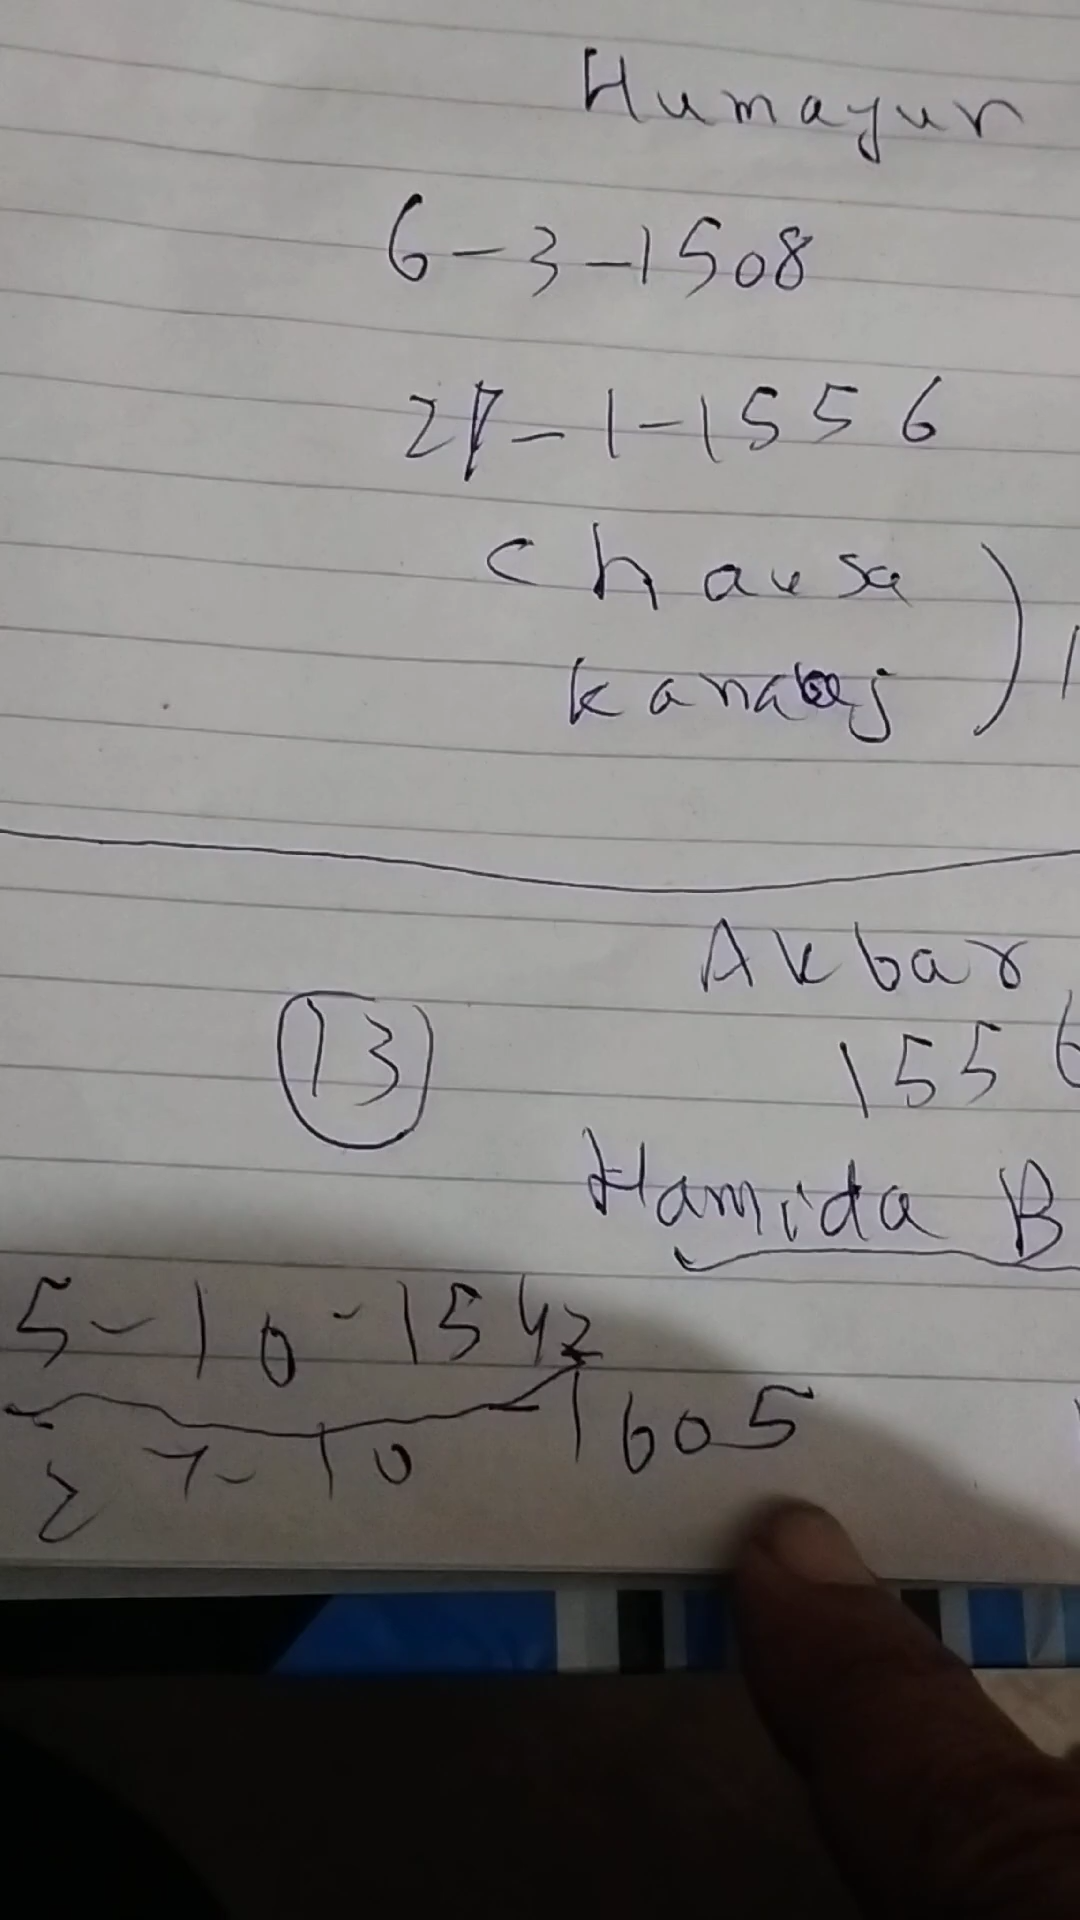 Humayun
6-3-1508
27-1-1556
Chausa )
Kanauj
Akbar
13
1556
Hamida B
5-10-1542
27-10 1605